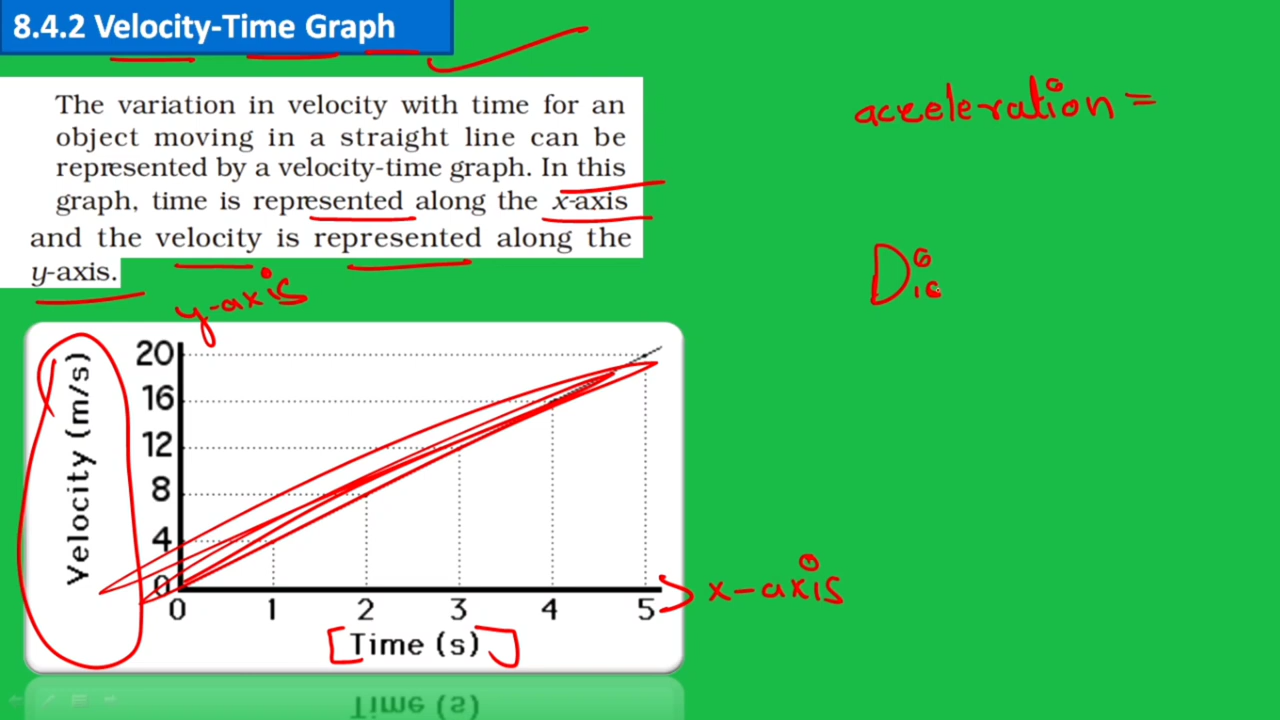 8.4.2 Velocity-Time Graph
The variation in velocity with time for an
object moving in a straight line can be
represented by a velocity-time graph. In this
graph, time is represented along the x-axis
and the velocity is represented along the
y-axis.
y-axis
acceleration =
Velocity (m/s)
20
16
12
8
4
0
0 1 2 3 4 5
Time (s)
x-axis
Time (s)